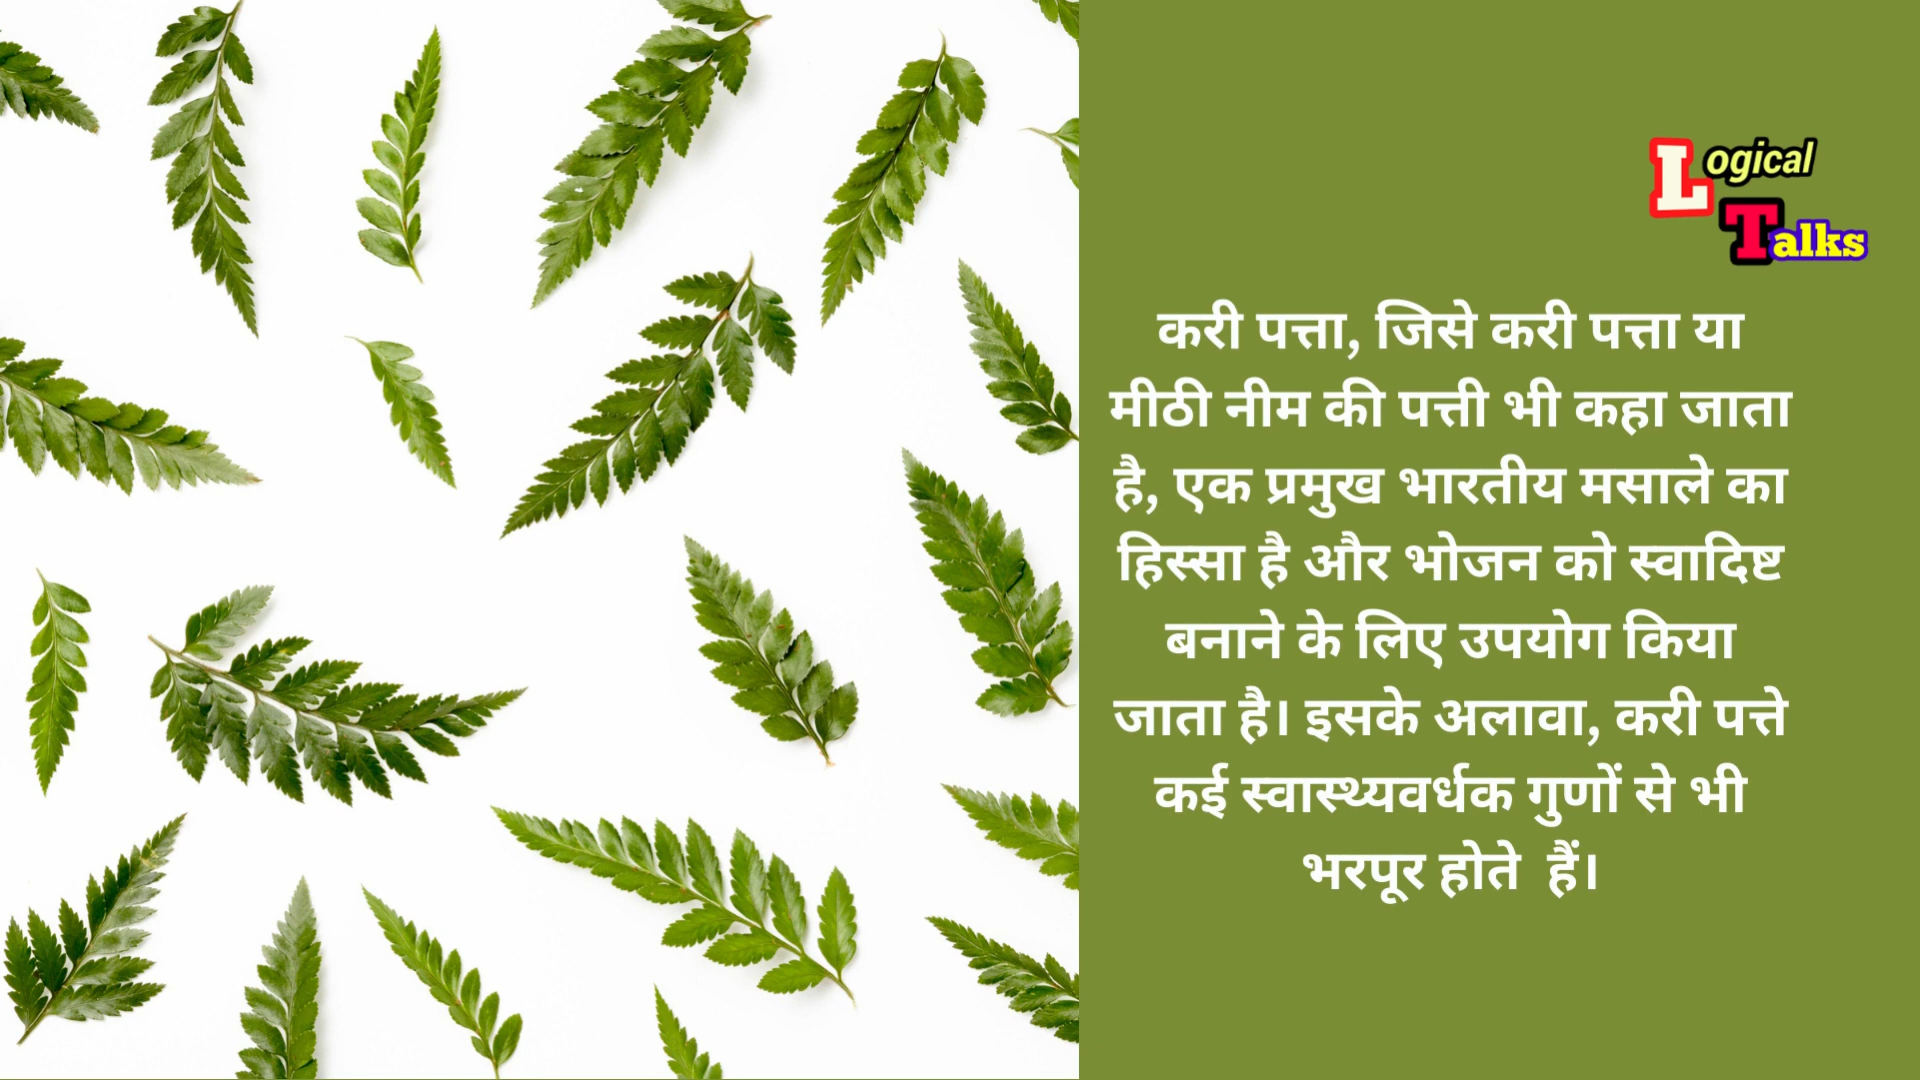 Logical
Talks
करी पत्ता, जिसे करी पत्ता या
मीठी नीम की पत्ती भी कहा जाता
है, एक प्रमुख भारतीय मसाले का
हिस्सा है और भोजन को स्वादिष्ट
बनाने के लिए उपयोग किया
जाता है। इसके अलावा, करी पत्ते
कई स्वास्थ्यवर्धक गुणों से भी
भरपूर होते हैं।